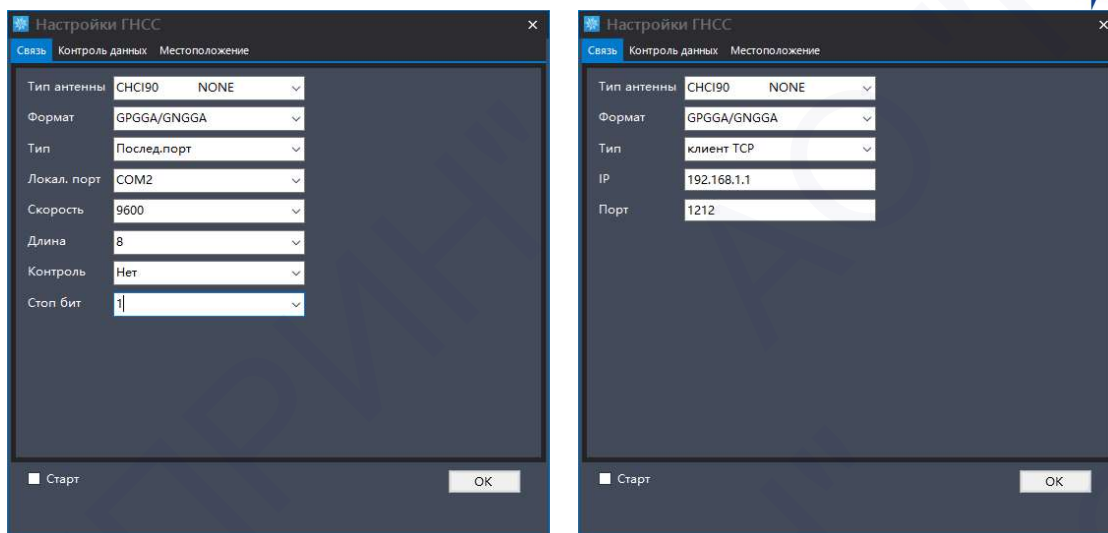 Настройки ГНСС
Связь Контроль данных Местоположение
Тип антенны CHCI90 NONE
Формат GPGGA/GNGGA
Тип Послед.порт
Локал. порт COM2
Скорость 9600
Длина 8
Контроль Нет
Стоп бит 1
Старт OK
Настройки ГНСС
Связь Контроль данных Местоположение
Тип антенны CHCI90 NONE
Формат GPGGA/GNGGA
Тип клиент TCP
IP 192.168.1.1
Порт 1212
Старт OK
ПРИН"
АО "